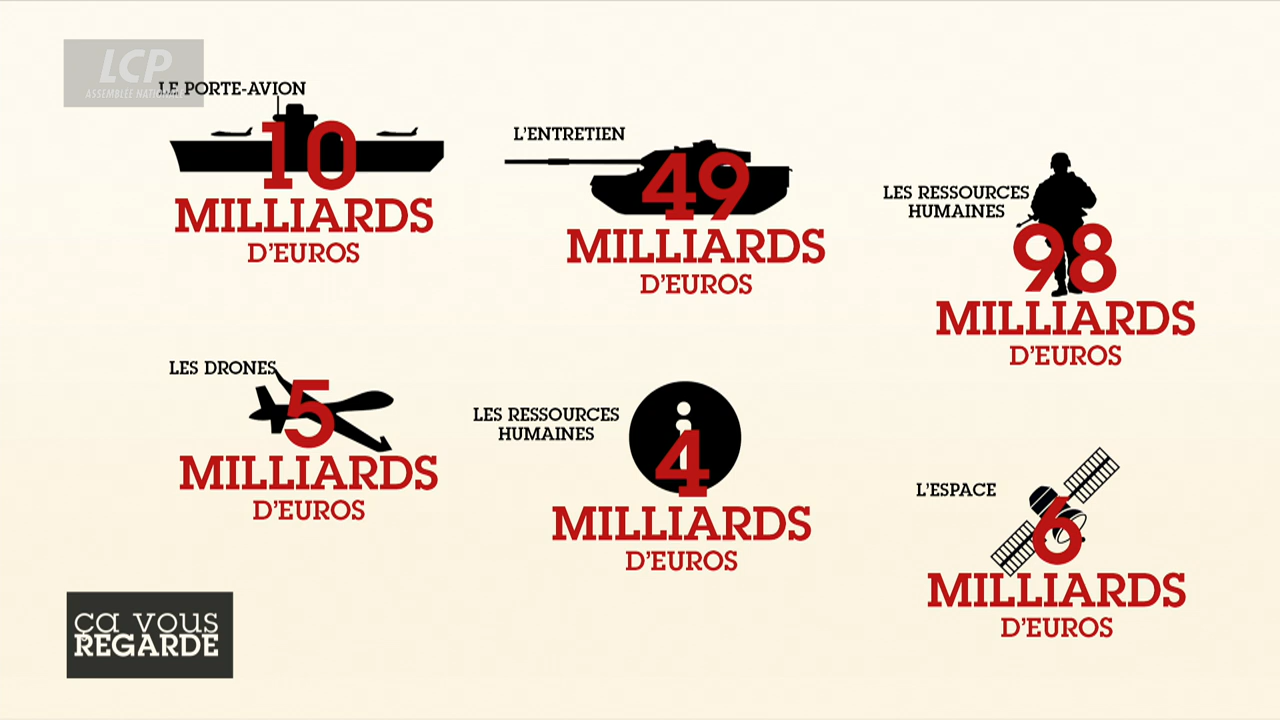 LCP
ASSEMBLÉE NATIONALE
LE PORTE-AVION
10
MILLIARDS
D'EUROS
L'ENTRETIEN
49
MILLIARDS
D'EUROS
LES RESSOURCES
HUMAINES
98
MILLIARDS
D'EUROS
LES DRONES
5
MILLIARDS
D'EUROS
LES RESSOURCES
HUMAINES
4
MILLIARDS
D'EUROS
L'ESPACE
6
MILLIARDS
D'EUROS
ça vous
REGARDE